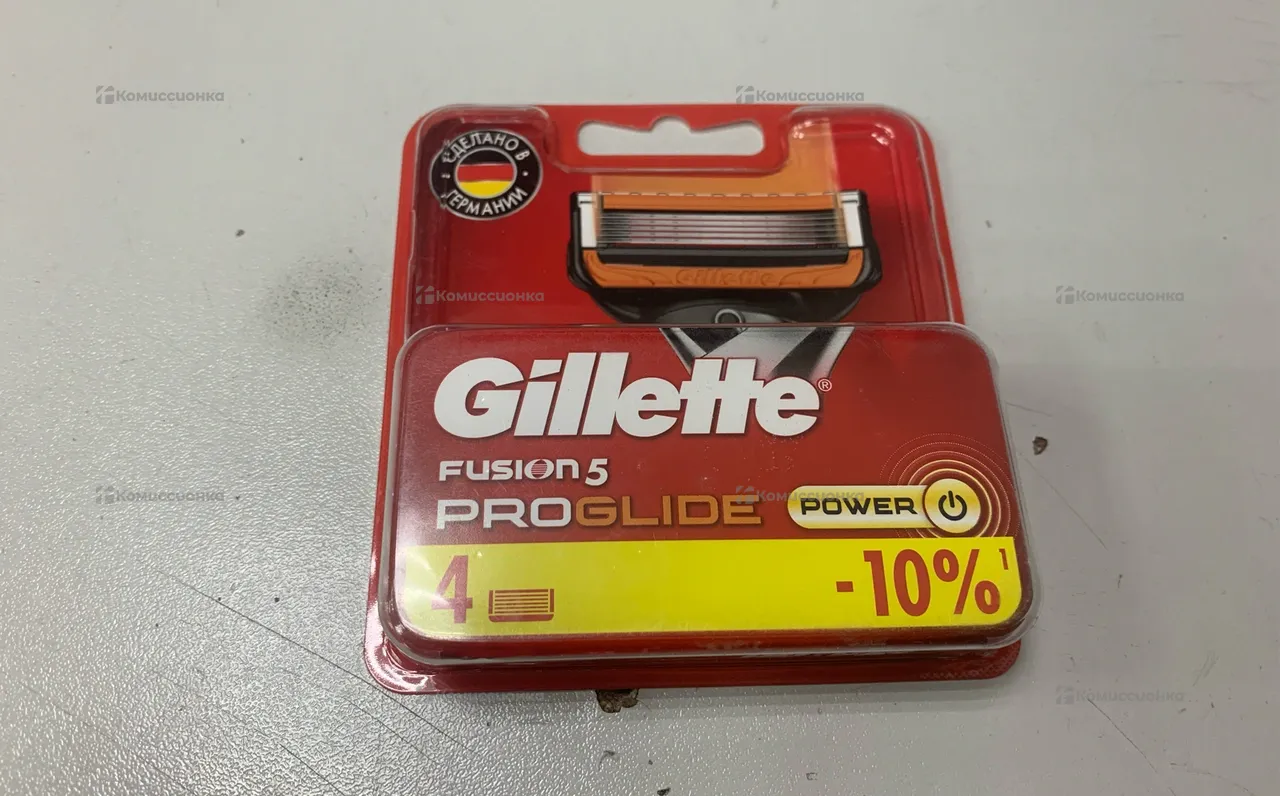 Комиссионка
Комиссионка
СДЕЛАНО В
ГЕРМАНИИ
Gillette
Комиссионка
Комиссионка
Gillette®
FUSION5
PROGLIDE
POWER
Комиссионка
Комиссионка
4
-10%¹
Комиссионка